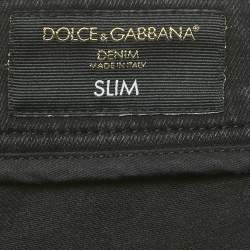 DOLCE & GABBANA
DENIM
MADE IN ITALY
SLIM